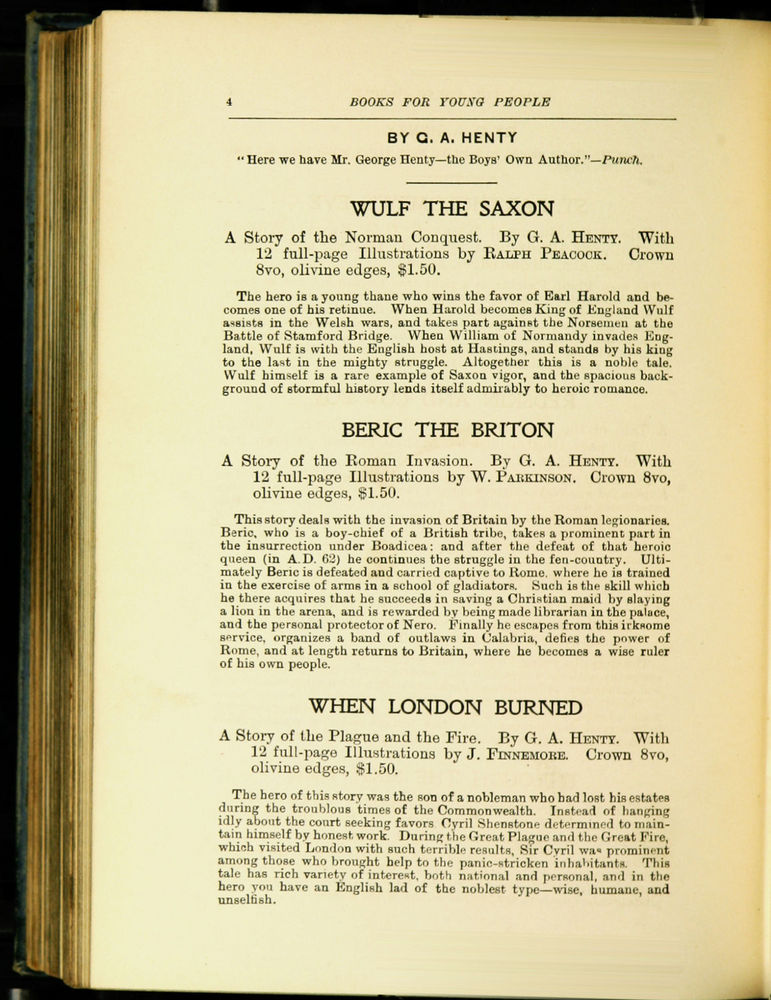 4 BOOKS FOR YOUNG PEOPLE
BY G. A. HENTY
"Here we have Mr. George Henty—the Boys' Own Author."—Punch.
WULF THE SAXON
A Story of the Norman Conquest. By G. A. HENTY. With
12 full-page Illustrations by RALPH PEACOCK. Crown
8vo, olivine edges, $1.50.
The hero is a young thane who wins the favor of Earl Harold and be-
comes one of his retinue. When Harold becomes King of England Wulf
assists in the Welsh wars, and takes part against the Norsemen at the
Battle of Stamford Bridge. When William of Normandy invades Eng-
land, Wulf is with the English host at Hastings, and stands by his king
to the last in the mighty struggle. Altogether this is a noble tale.
Wulf himself is a rare example of Saxon vigor, and the spacious back-
ground of stormful history lends itself admirably to heroic romance.
BERIC THE BRITON
A Story of the Roman Invasion. By G. A. HENTY. With
12 full-page Illustrations by W. PARKINSON. Crown 8vo,
olivine edges, $1.50.
This story deals with the invasion of Britain by the Roman legionaries.
Beric, who is a boy-chief of a British tribe, takes a prominent part in
the insurrection under Boadicea: and after the defeat of that heroic
queen (in A.D. 62) he continues the struggle in the fen-country. Ulti-
mately Beric is defeated and carried captive to Rome, where he is trained
in the exercise of arms in a school of gladiators. Such is the skill which
he there acquires that he succeeds in saving a Christian maid by slaying
a lion in the arena, and is rewarded by being made librarian in the palace,
and the personal protector of Nero. Finally he escapes from this irksome
service, organizes a band of outlaws in Calabria, defies the power of
Rome, and at length returns to Britain, where he becomes a wise ruler
of his own people.
WHEN LONDON BURNED
A Story of the Plague and the Fire. By G. A. HENTY. With
12 full-page Illustrations by J. FINNEMORE. Crown 8vo,
olivine edges, $1.50.
The hero of this story was the son of a nobleman who had lost his estates
during the troublous times of the Commonwealth. Instead of hanging
idly about the court seeking favors Cyril Shenstone determined to main-
tain himself by honest work. During the Great Plague and the Great Fire,
which visited London with such terrible results, Sir Cyril was prominent
among those who brought help to the panic-stricken inhabitants. This
tale has rich variety of interest, both national and personal, and in the
hero you have an English lad of the noblest type—wise, humane, and
unselfish.